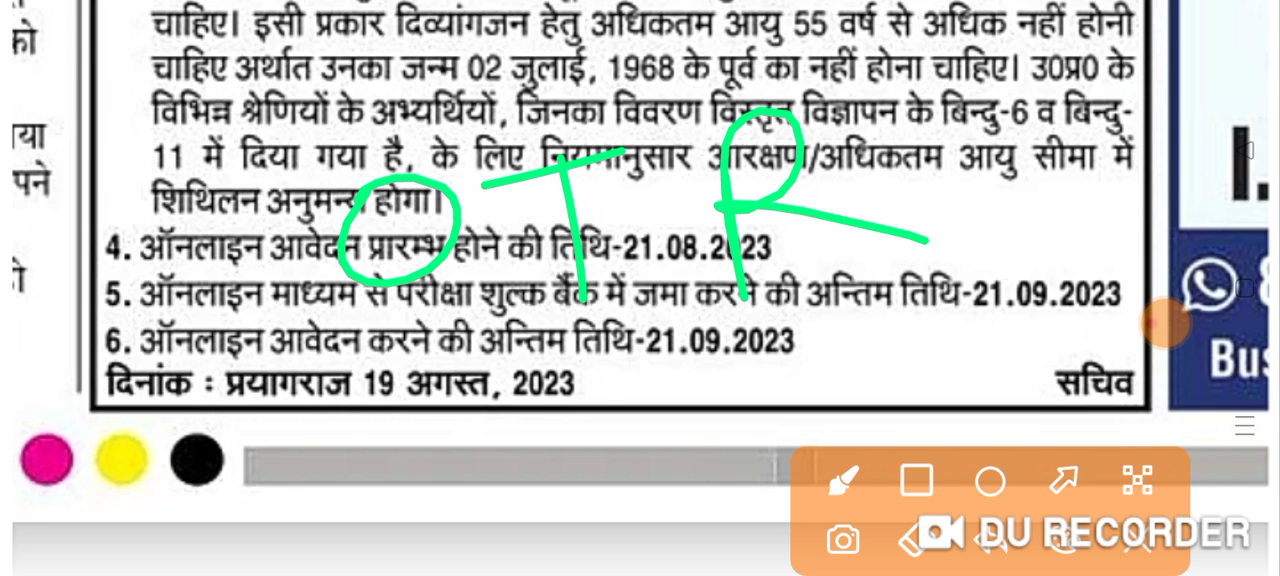 को
या
पने
चाहिए। इसी प्रकार दिव्यांगजन हेतु अधिकतम आयु 55 वर्ष से अधिक नहीं होनी
चाहिए अर्थात उनका जन्म 02 जुलाई, 1968 के पूर्व का नहीं होना चाहिए। उ0प्र0 के
विभिन्न श्रेणियों के अभ्यर्थियों, जिनका विवरण विस्तृत विज्ञापन के बिन्दु-6 व बिन्दु-
11 में दिया गया है, के लिए नियमानुसार आरक्षण/अधिकतम आयु सीमा में
शिथिलन अनुमन्य होगा।
OTR
4. ऑनलाइन आवेदन प्रारम्भ होने की तिथि-21.08.2023
5. ऑनलाइन माध्यम से परीक्षा शुल्क बैंक में जमा करने की अन्तिम तिथि-21.09.2023
6. ऑनलाइन आवेदन करने की अन्तिम तिथि-21.09.2023
दिनांक : प्रयागराज 19 अगस्त, 2023 सचिव
Bus
DU RECORDER